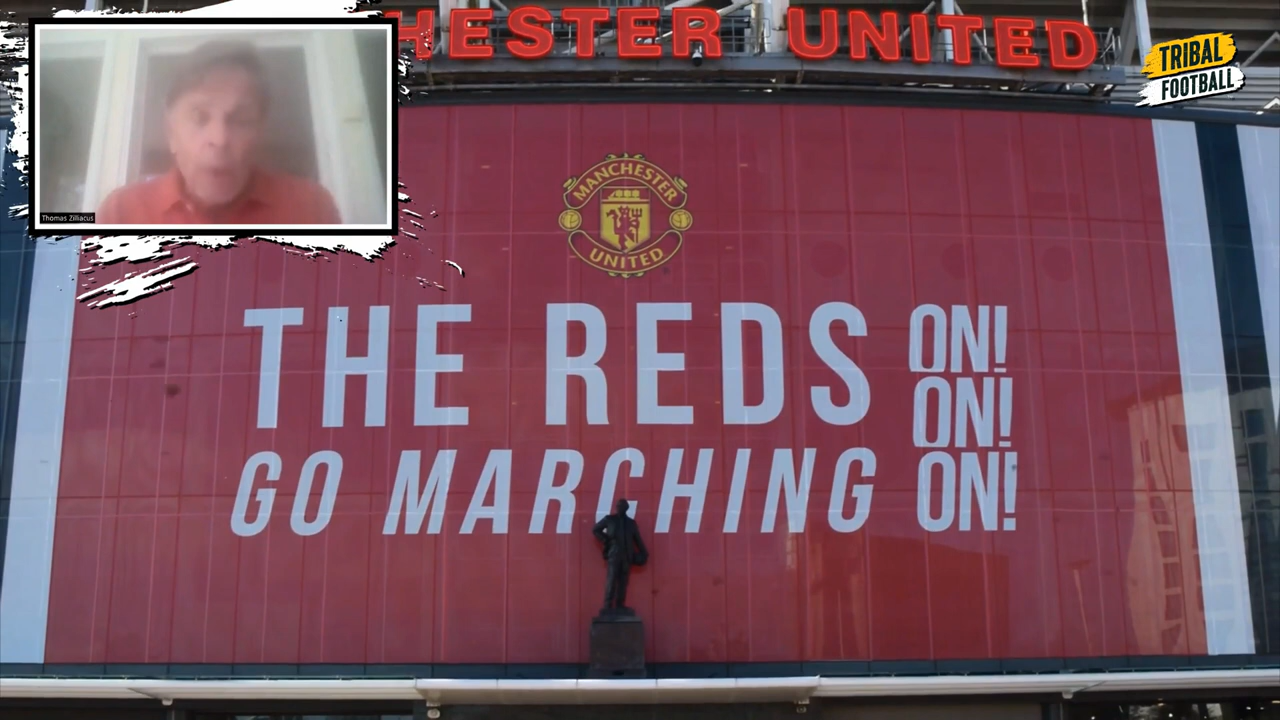 HESTER UNITED
TRIBAL
FOOTBALL
Thomas Zilliacus
MANCHESTER
UNITED
THE REDS ON!
ON!
GO MARCHING ON!